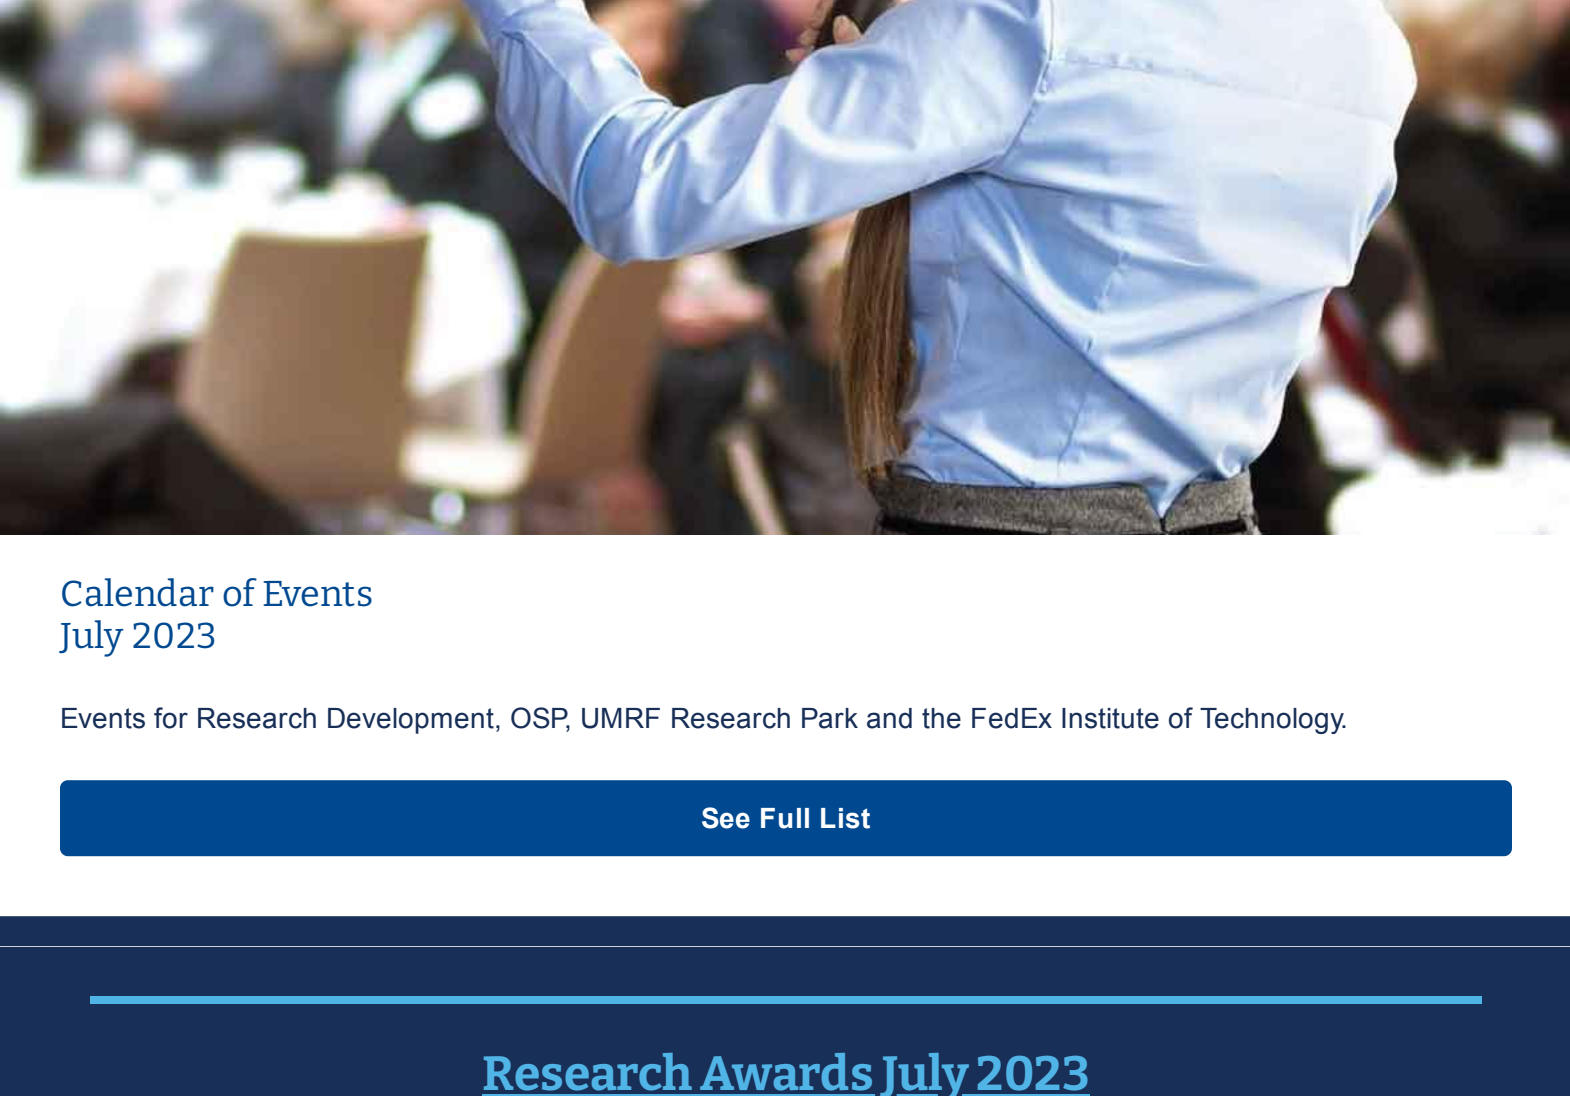 Calendar of Events
July 2023
Events for Research Development, OSP, UMRF Research Park and the FedEx Institute of Technology.
See Full List
Research Awards July 2023